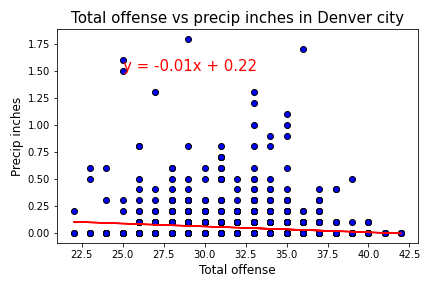 Total offense vs precip inches in Denver city
1.75
1.50
1.25
1.00
0.75
0.50
0.25
0.00
Precip inches
y = -0.01x + 0.22
22.5 25.0 27.5 30.0 32.5 35.0 37.5 40.0 42.5
Total offense